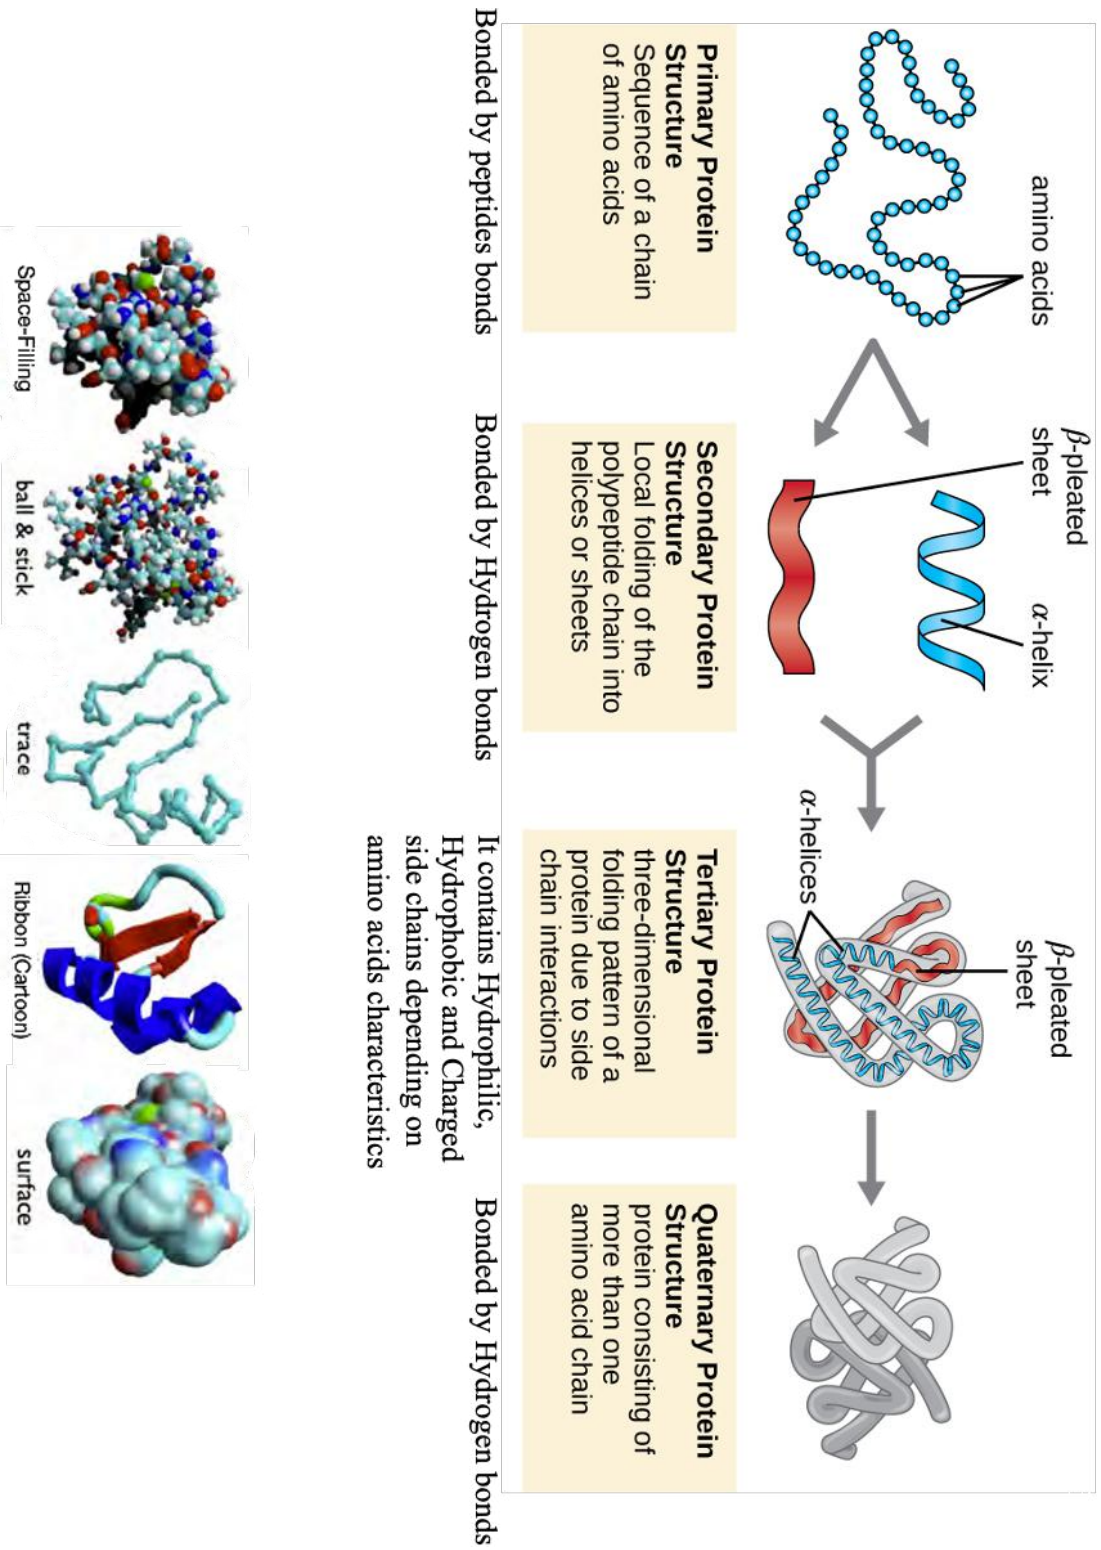 amino acids
β-pleated
sheet
α-helix
β-pleated
sheet
α-helices
Primary Protein
Structure
Sequence of a chain
of amino acids
Secondary Protein
Structure
Local folding of the
polypeptide chain into
helices or sheets
Tertiary Protein
Structure
three-dimensional
folding pattern of a
protein due to side
chain interactions
Quaternary Protein
Structure
protein consisting of
more than one
amino acid chain
Bonded by peptides bonds
Bonded by Hydrogen bonds
It contains Hydrophilic,
Hydrophobic and Charged
side chains depending on
amino acids characteristics
Bonded by Hydrogen bonds
Space-Filling
ball & stick
trace
Ribbon (Cartoon)
surface